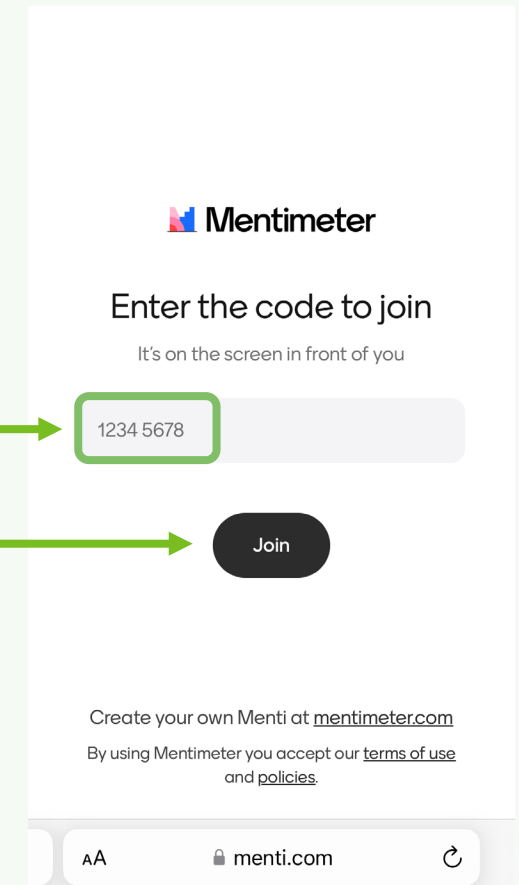 Mentimeter
Enter the code to join
It's on the screen in front of you
1234 5678
Join
Create your own Menti at mentimeter.com
By using Mentimeter you accept our terms of use
and policies.
AA menti.com